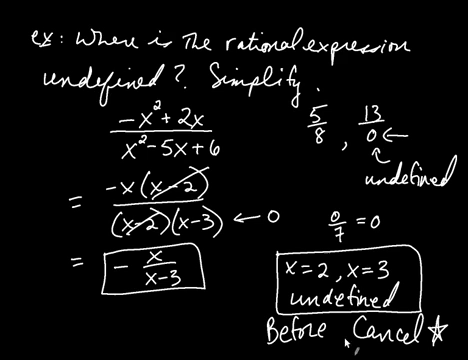 ex: Where is the rational expression
undefined? Simplify.
-x² + 2x / x² - 5x + 6
5/8 , 13/0 ←
↑
undefined
= -x(x-2) / (x-2)(x-3) ← 0
0/7 = 0
= - x / x-3
x=2, x=3
undefined
Before Cancel ☆